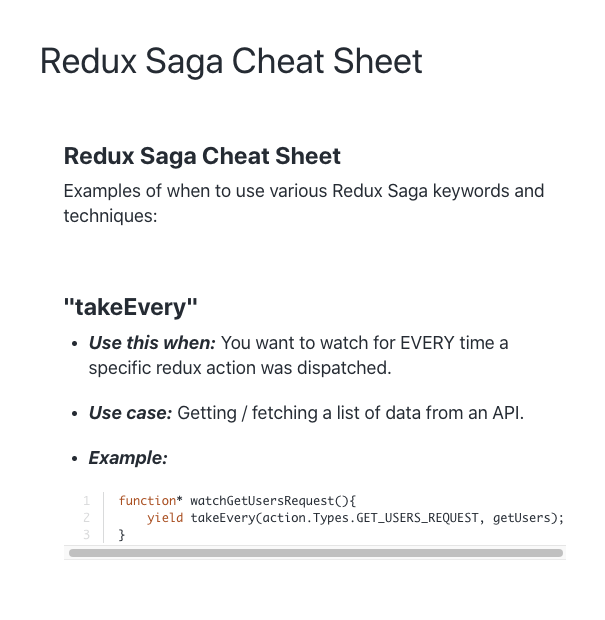 Redux Saga Cheat Sheet
Redux Saga Cheat Sheet
Examples of when to use various Redux Saga keywords and
techniques:
"takeEvery"
• Use this when: You want to watch for EVERY time a
specific redux action was dispatched.
• Use case: Getting / fetching a list of data from an API.
• Example:
1 function* watchGetUsersRequest(){
2     yield takeEvery(action.Types.GET_USERS_REQUEST, getUsers);
3 }